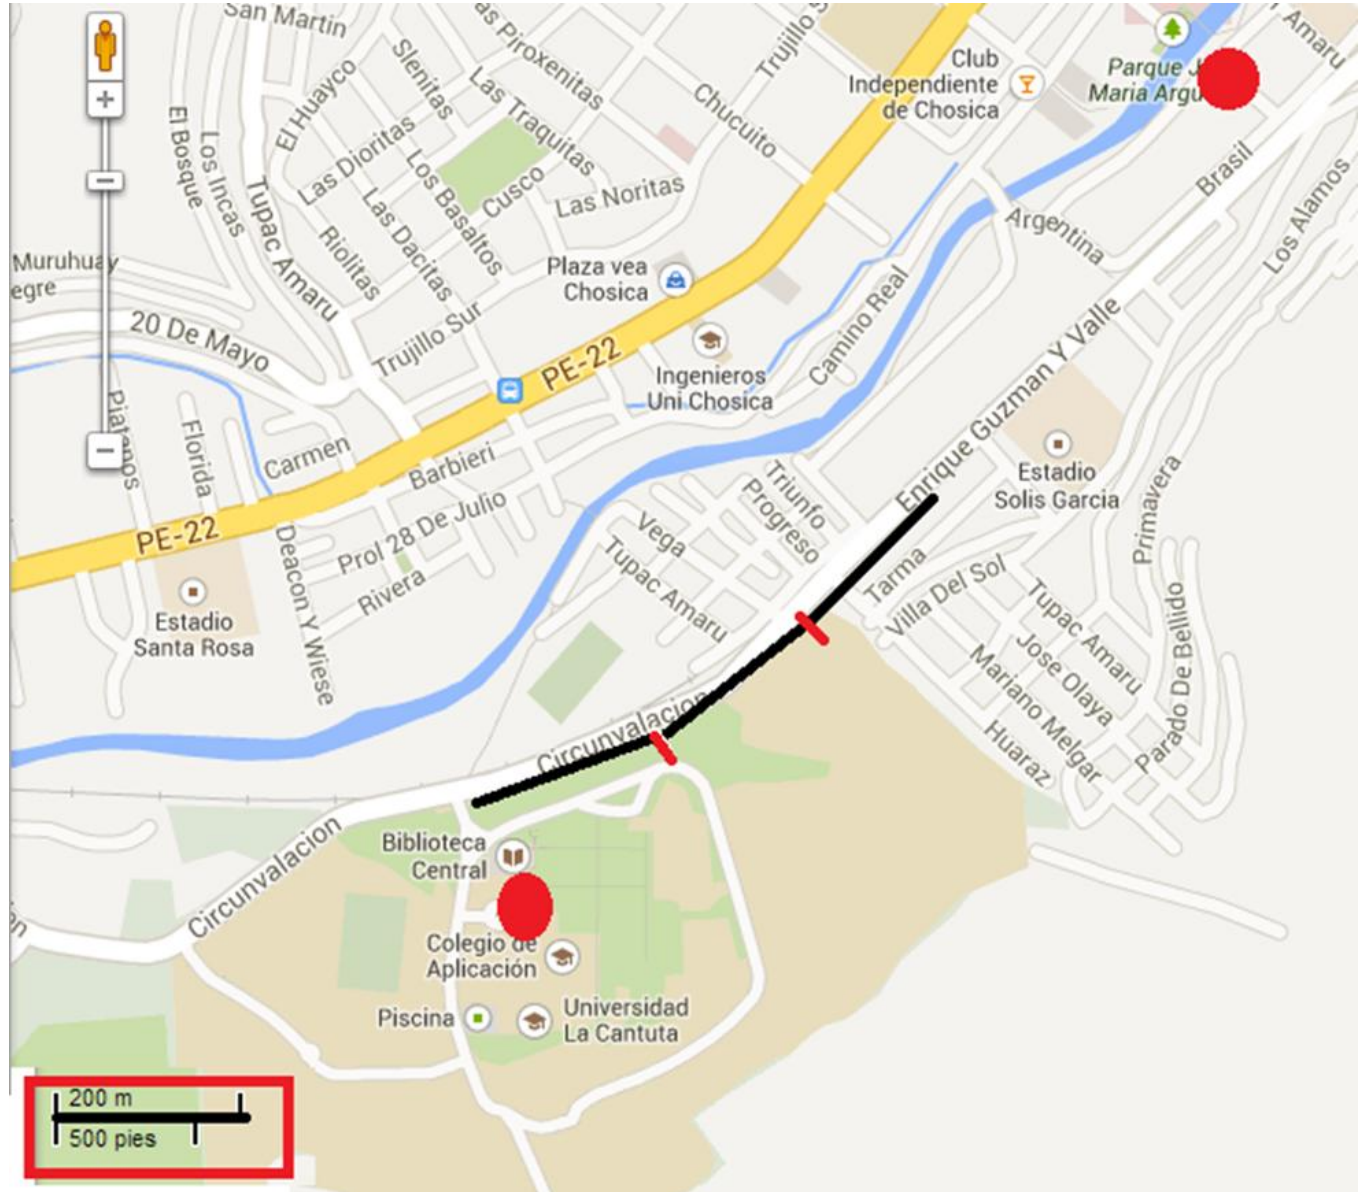 San Martin
as Piroxenitas
Trujillo S
Amaru
Slenitas
Club
Independiente
de Chosica
Parque J
Maria Argu
El Huayco
Las Traquitas
Chucuito
El Bosque
Los Incas
Las Dioritas
Los Basaltos
Cusco
Las Noritas
Brasil
Los Alamos
Tupac Amaru
Las Dacitas
Riolitas
Argentina
Muruhuay
egre
Plaza vea
Chosica
20 De Mayo
Trujillo Sur
PE-22
Camino Real
Ingenieros
Uni Chosica
Enrique Guzman Y Valle
Platanos
Florida
Carmen
Barbieri
Estadio
Solis Garcia
Triunfo
Progreso
Primavera
PE-22
Prol 28 De Julio
Vega
Tupac Amaru
Deacon Y Wiese
Rivera
Tarma
Villa Del Sol
Estadio
Santa Rosa
Tupac Amaru
Jose Olaya
Mariano Melgar
Huaraz
Parado De Bellido
Circunvalacion
Circunvalacion
Biblioteca
Central
Colegio de
Aplicación
Piscina
Universidad
La Cantuta
200 m
500 pies